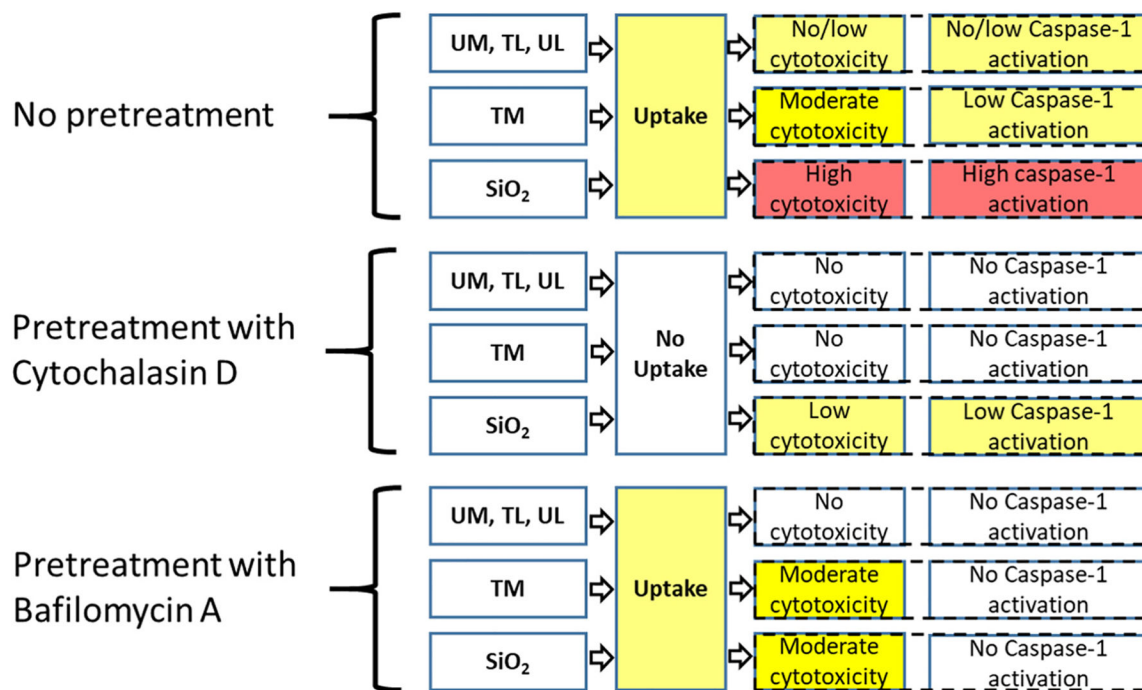 No pretreatment
UM, TL, UL
TM
SiO₂
Uptake
No/low
cytotoxicity
No/low Caspase-1
activation
Moderate
cytotoxicity
Low Caspase-1
activation
High
cytotoxicity
High caspase-1
activation
Pretreatment with
Cytochalasin D
UM, TL, UL
TM
SiO₂
No
Uptake
No
cytotoxicity
No Caspase-1
activation
No
cytotoxicity
No Caspase-1
activation
Low
cytotoxicity
Low Caspase-1
activation
Pretreatment with
Bafilomycin A
UM, TL, UL
TM
SiO₂
Uptake
No
cytotoxicity
No Caspase-1
activation
Moderate
cytotoxicity
No Caspase-1
activation
Moderate
cytotoxicity
No Caspase-1
activation